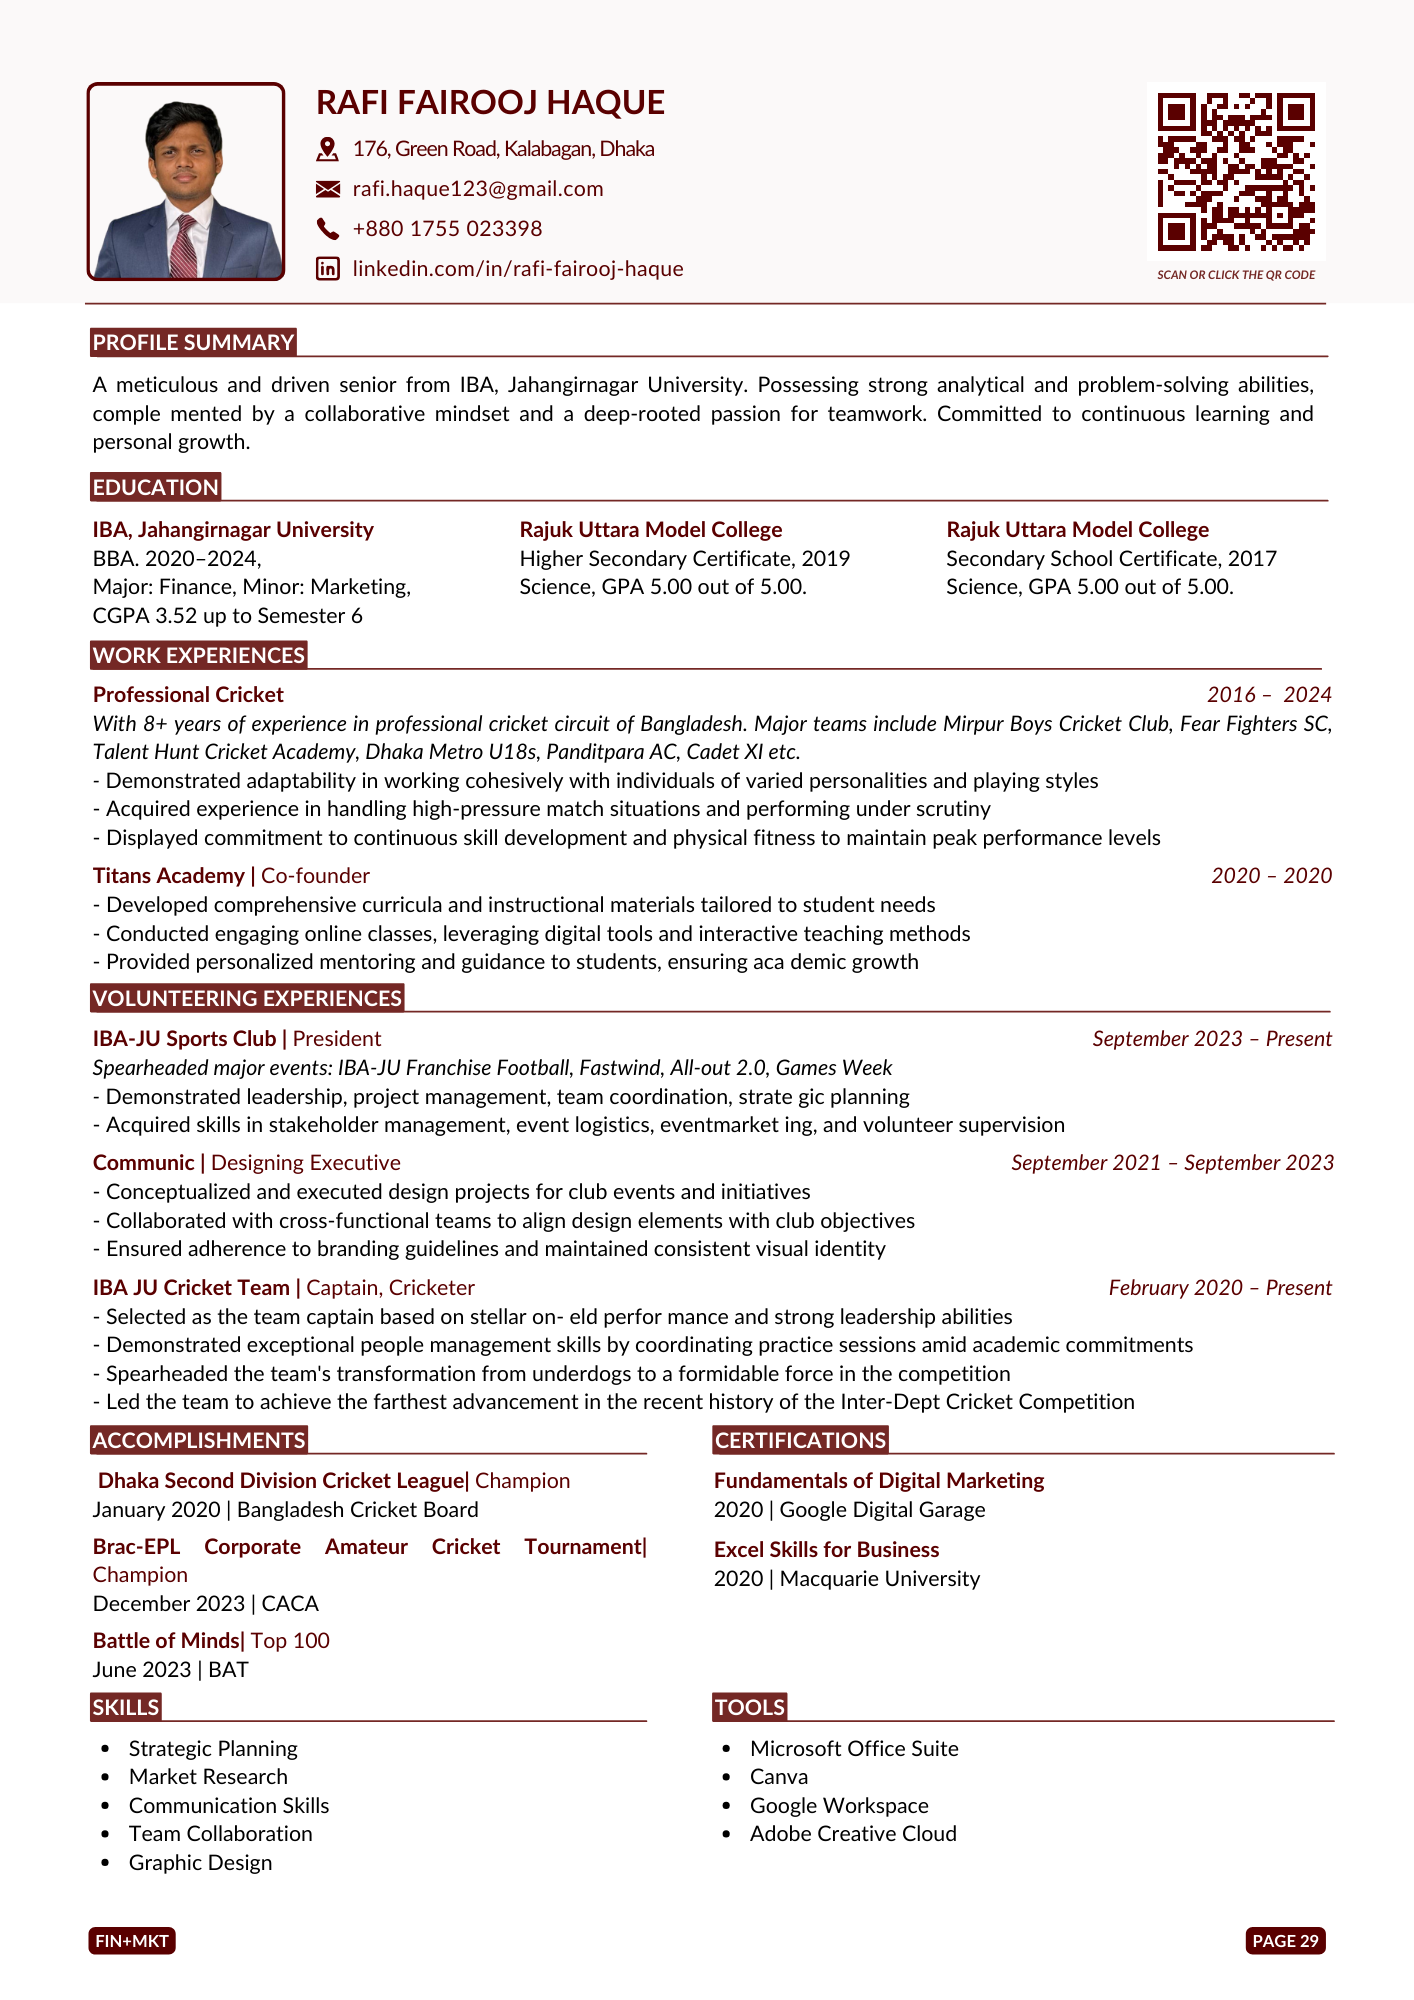 RAFI FAIROOJ HAQUE
176, Green Road, Kalabagan, Dhaka
rafi.haque123@gmail.com
+880 1755 023398
linkedin.com/in/rafi-fairooj-haque
SCAN OR CLICK THE QR CODE
PROFILE SUMMARY
A meticulous and driven senior from IBA, Jahangirnagar University. Possessing strong analytical and problem-solving abilities,
comple mented by a collaborative mindset and a deep-rooted passion for teamwork. Committed to continuous learning and
personal growth.
EDUCATION
IBA, Jahangirnagar University
BBA. 2020–2024,
Major: Finance, Minor: Marketing,
CGPA 3.52 up to Semester 6
Rajuk Uttara Model College
Higher Secondary Certificate, 2019
Science, GPA 5.00 out of 5.00.
Rajuk Uttara Model College
Secondary School Certificate, 2017
Science, GPA 5.00 out of 5.00.
WORK EXPERIENCES
Professional Cricket 2016 – 2024
With 8+ years of experience in professional cricket circuit of Bangladesh. Major teams include Mirpur Boys Cricket Club, Fear Fighters SC,
Talent Hunt Cricket Academy, Dhaka Metro U18s, Panditpara AC, Cadet XI etc.
- Demonstrated adaptability in working cohesively with individuals of varied personalities and playing styles
- Acquired experience in handling high-pressure match situations and performing under scrutiny
- Displayed commitment to continuous skill development and physical fitness to maintain peak performance levels
Titans Academy | Co-founder 2020 – 2020
- Developed comprehensive curricula and instructional materials tailored to student needs
- Conducted engaging online classes, leveraging digital tools and interactive teaching methods
- Provided personalized mentoring and guidance to students, ensuring aca demic growth
VOLUNTEERING EXPERIENCES
IBA-JU Sports Club | President September 2023 – Present
Spearheaded major events: IBA-JU Franchise Football, Fastwind, All-out 2.0, Games Week
- Demonstrated leadership, project management, team coordination, strate gic planning
- Acquired skills in stakeholder management, event logistics, eventmarket ing, and volunteer supervision
Communic | Designing Executive September 2021 – September 2023
- Conceptualized and executed design projects for club events and initiatives
- Collaborated with cross-functional teams to align design elements with club objectives
- Ensured adherence to branding guidelines and maintained consistent visual identity
IBA JU Cricket Team | Captain, Cricketer February 2020 – Present
- Selected as the team captain based on stellar on- eld perfor mance and strong leadership abilities
- Demonstrated exceptional people management skills by coordinating practice sessions amid academic commitments
- Spearheaded the team's transformation from underdogs to a formidable force in the competition
- Led the team to achieve the farthest advancement in the recent history of the Inter-Dept Cricket Competition
ACCOMPLISHMENTS
Dhaka Second Division Cricket League| Champion
January 2020 | Bangladesh Cricket Board
Brac-EPL Corporate Amateur Cricket Tournament|
Champion
December 2023 | CACA
Battle of Minds| Top 100
June 2023 | BAT
CERTIFICATIONS
Fundamentals of Digital Marketing
2020 | Google Digital Garage
Excel Skills for Business
2020 | Macquarie University
SKILLS
• Strategic Planning
• Market Research
• Communication Skills
• Team Collaboration
• Graphic Design
TOOLS
• Microsoft Office Suite
• Canva
• Google Workspace
• Adobe Creative Cloud
FIN+MKT
PAGE 29